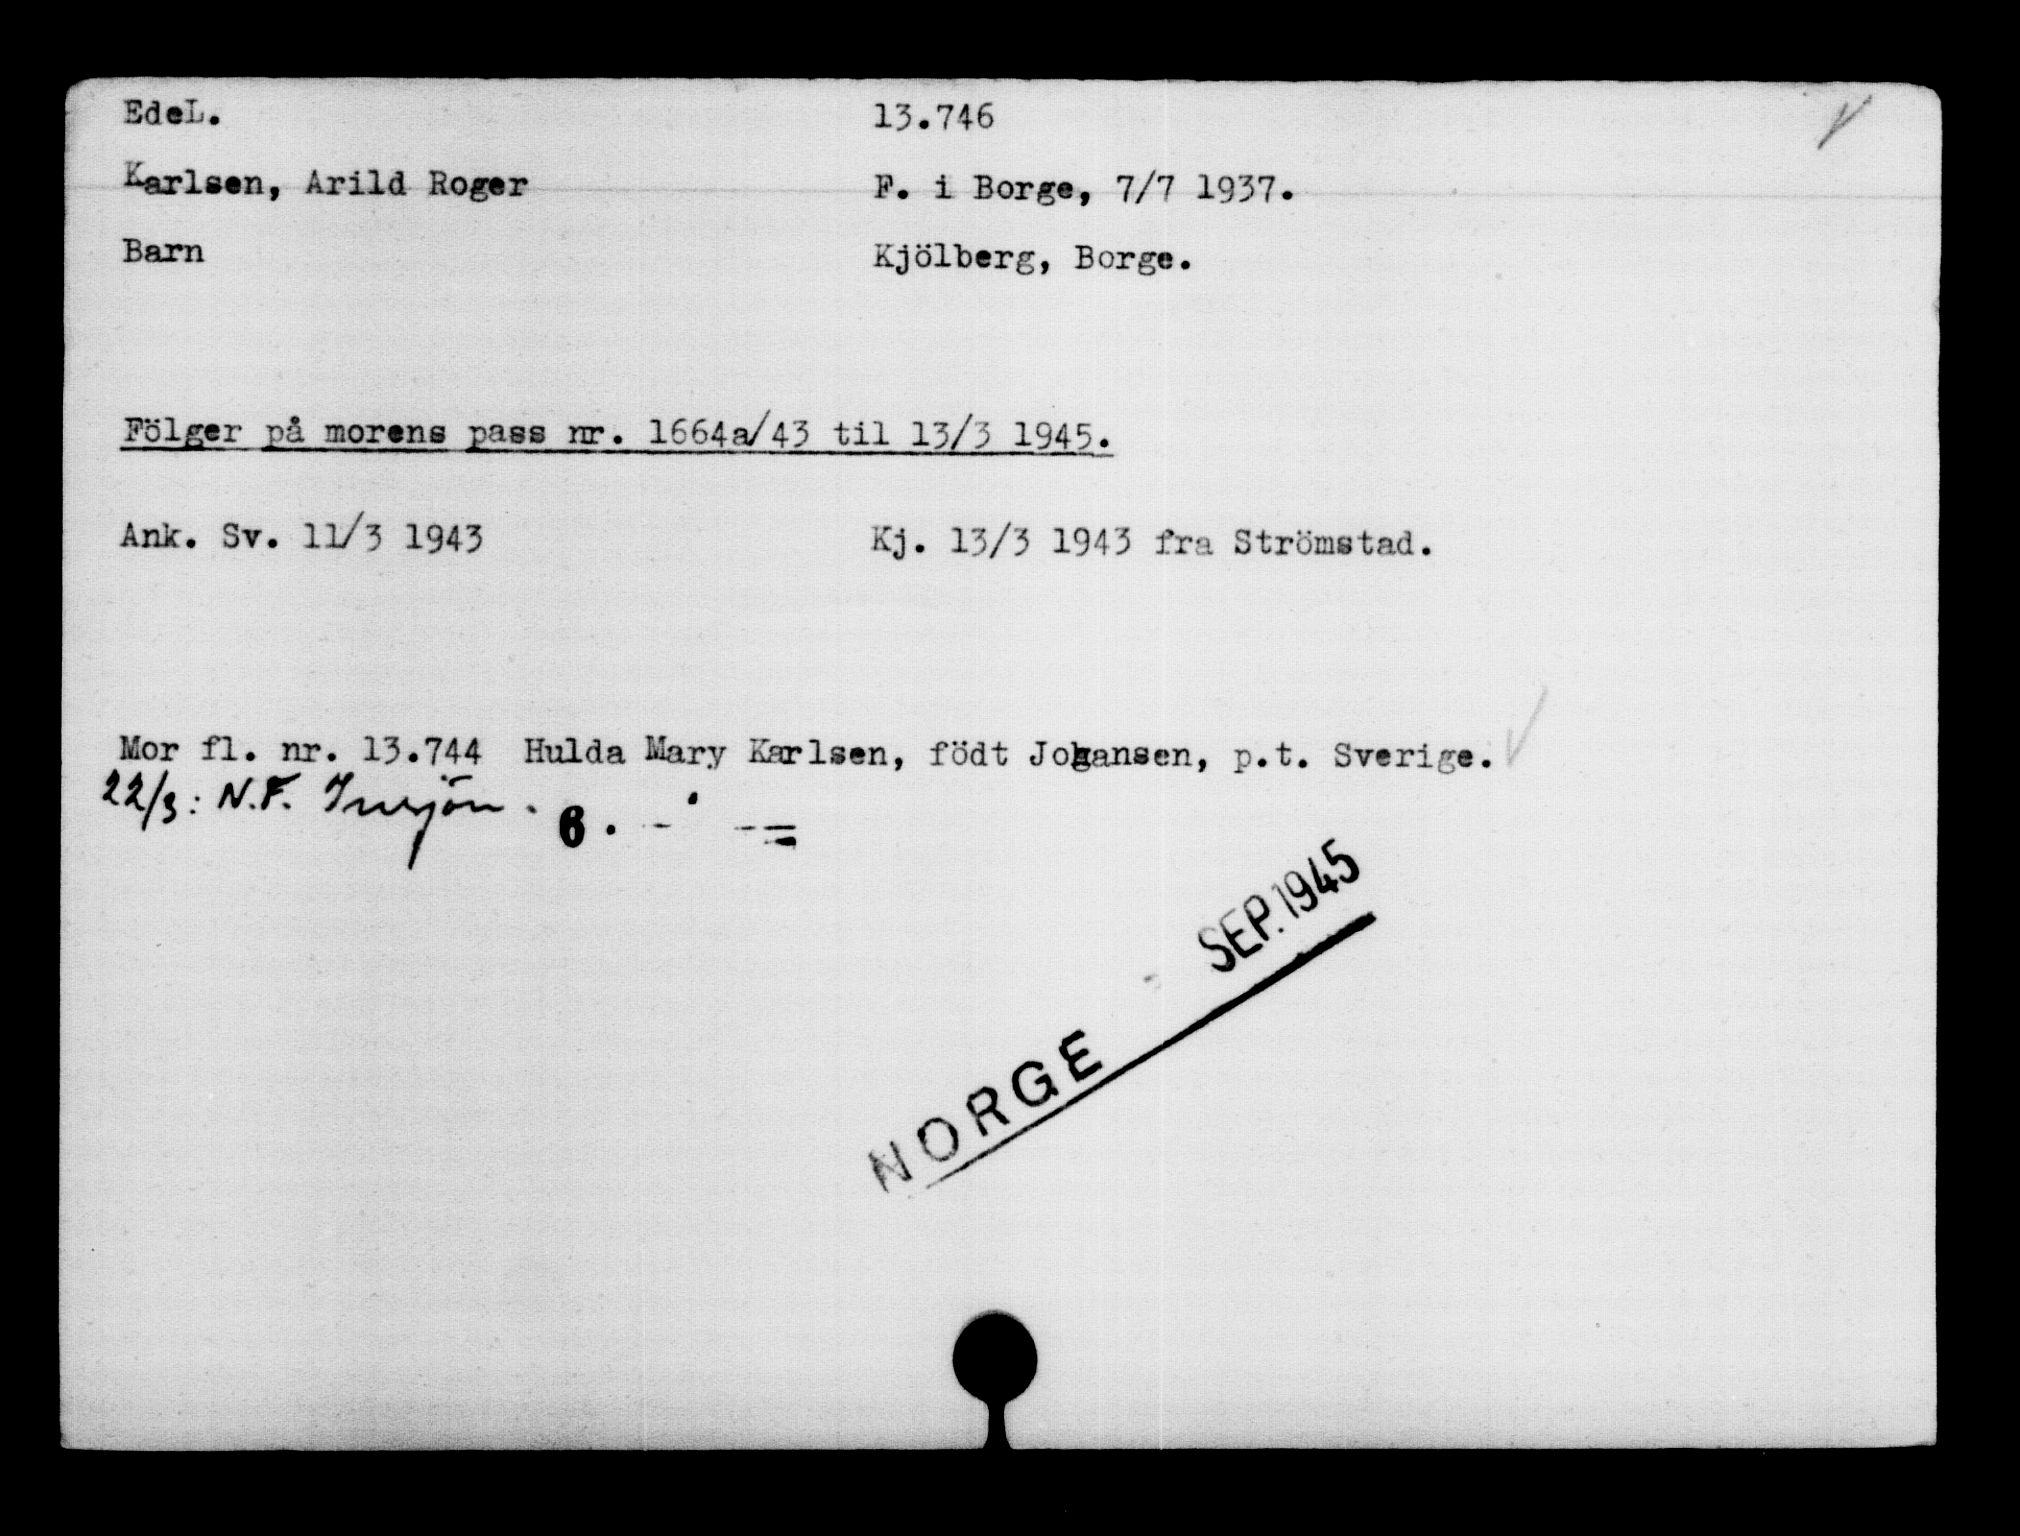 EdeL. 13.746
Karlsen, Arild Roger F. i Borge, 7/7 1937.
Barn Kjölberg, Borge.
Fölger på morens pass nr. 1664a/43 til 13/3 1945.
Ank. Sv. 11/3 1943 Kj. 13/3 1943 fra Strömstad.
Mor fl. nr. 13.744 Hulda Mary Karlsen, födt Johansen, p.t. Sverige.
22/3: N.F. Insjön.
6.
SEP. 1945
NORGE